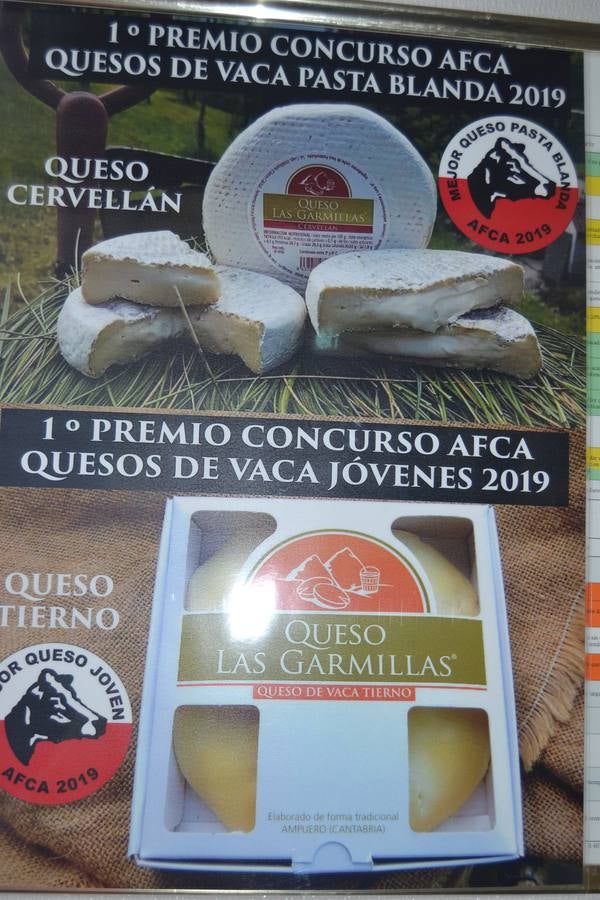 1º PREMIO CONCURSO AFCA
QUESOS DE VACA PASTA BLANDA 2019
QUESO
CERVELLÁN
MEJOR QUESO PASTA BLANDA
AFCA 2019
QUESO
LAS GARMILLAS
CERVELLÁN
1º PREMIO CONCURSO AFCA
QUESOS DE VACA JÓVENES 2019
QUESO
TIERNO
JOR QUESO JOVEN
AFCA 2019
QUESO
LAS GARMILLAS®
QUESO DE VACA TIERNO
Elaborado de forma tradicional
AMPUERO (CANTABRIA)